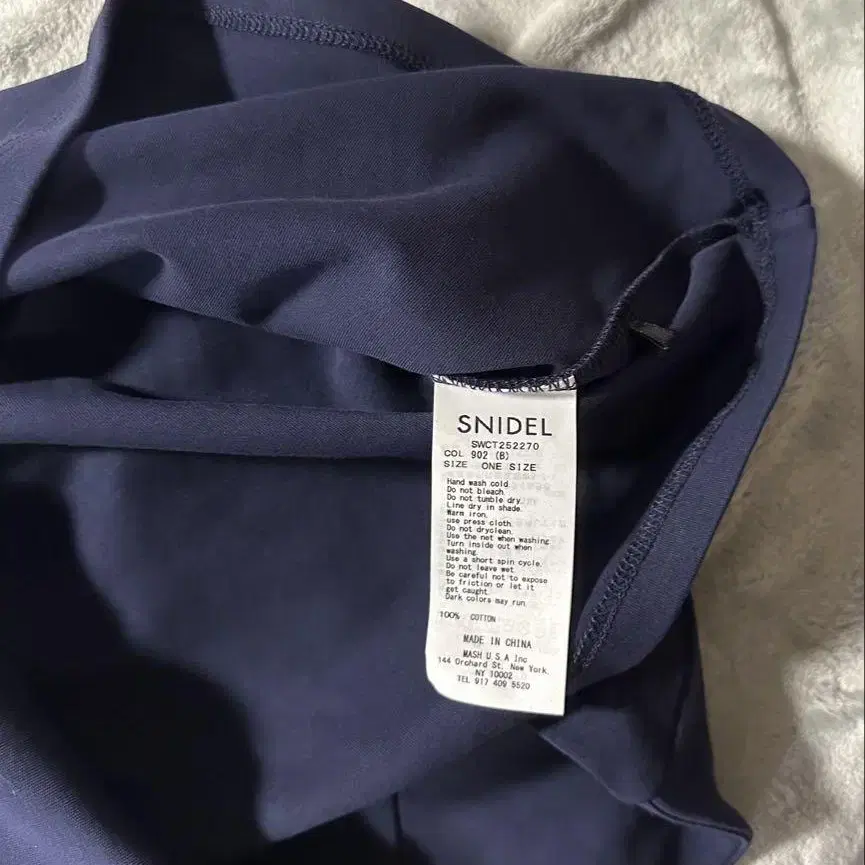 SNIDEL
SWCT252270
COL 902 (B)
SIZE ONE SIZE
Hand wash cold
Do not bleach.
Do not tumble dry.
Line dry in shade.
Warm iron.
use press cloth.
Do not dryclean.
Use the net when washing
Turn inside out when
washing.
Use a short spin cycle.
Do not leave wet.
Be careful not to expose
to friction or let it
get caught.
Dark colors may run.
100% COTTON
MADE IN CHINA
MASH U S A Inc
144 Orchard St. New York.
NY 10002
TEL 917 409 5520